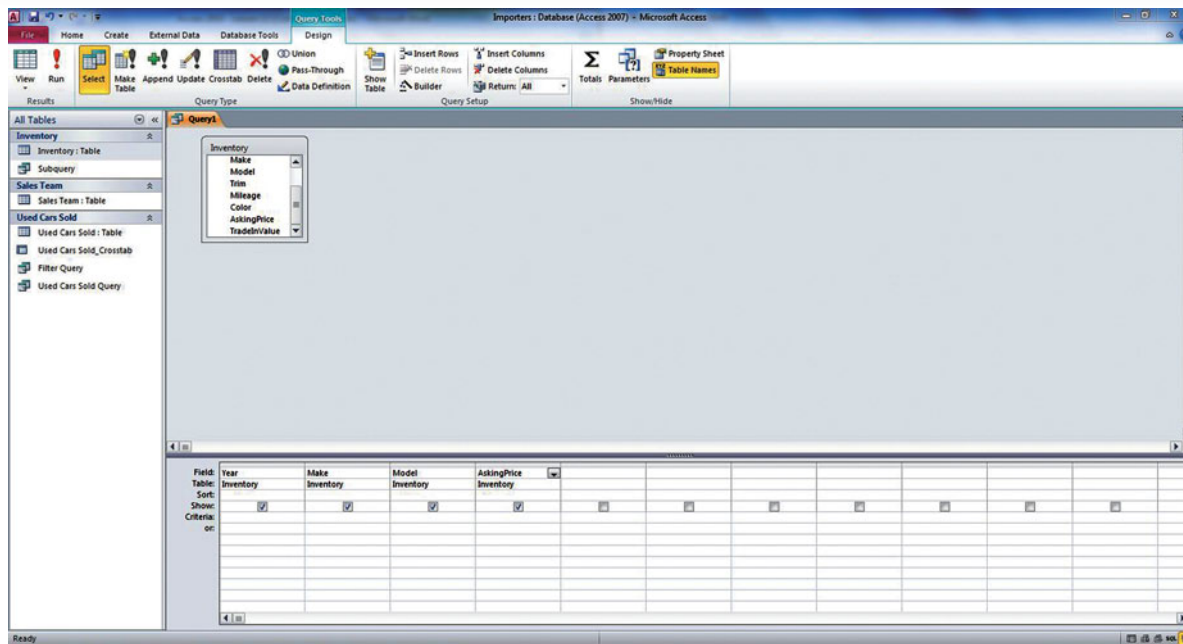 Query Tools
Importers : Database (Access 2007) - Microsoft Access
File Home Create External Data Database Tools Design
View Run
Results
Select Make Table Append Update Crosstab Delete
Union
Pass-Through
Data Definition
Query Type
Show Table
Insert Rows
Delete Rows
Builder
Insert Columns
Delete Columns
Return: All
Query Setup
Totals Parameters
Property Sheet
Table Names
Show/Hide
All Tables
Inventory
Inventory : Table
Subquery
Sales Team
Sales Team : Table
Used Cars Sold
Used Cars Sold : Table
Used Cars Sold_Crosstab
Filter Query
Used Cars Sold Query
Query1
Inventory
Make
Model
Trim
Mileage
Color
AskingPrice
TradeInValue
Field: Year Make Model AskingPrice
Table: Inventory Inventory Inventory Inventory
Sort:
Show:
Criteria:
or:
Ready
SQL